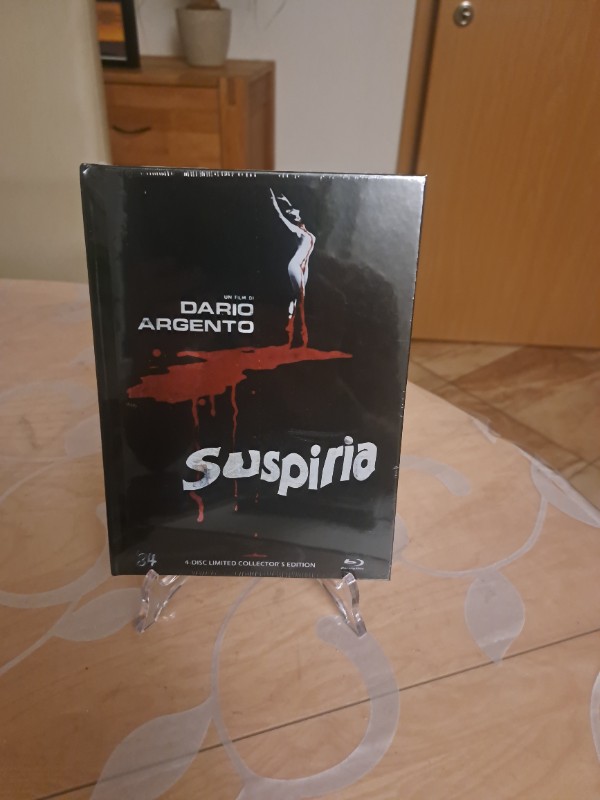 UN FILM DI
DARIO
ARGENTO
Suspiria
84
4-DISC LIMITED COLLECTOR'S EDITION